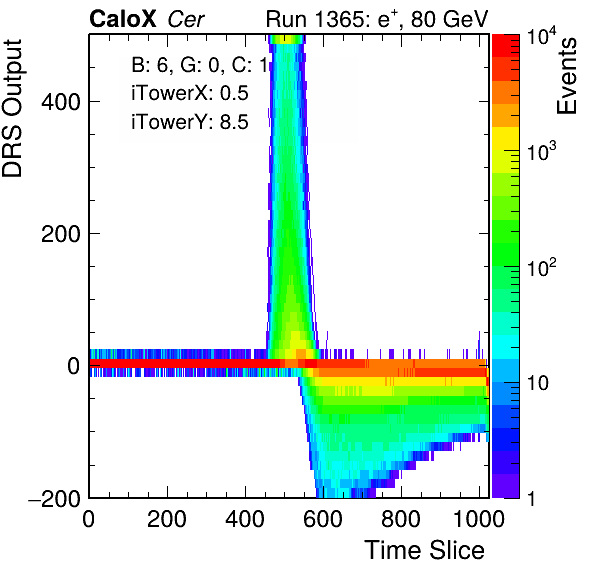 CaloX Cer
Run 1365: e⁺, 80 GeV
B: 6, G: 0, C: 1
iTowerX: 0.5
iTowerY: 8.5
DRS Output
400
200
0
−200
0 200 400 600 800 1000
Time Slice
10⁴
10³
10²
10
1
Events